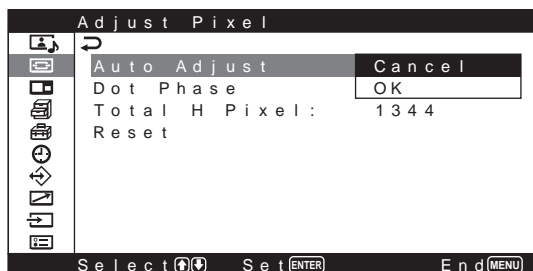 Adjust Pixel
Auto Adjust Cancel
Dot Phase OK
Total H Pixel: 1344
Reset
Select Set ENTER End MENU